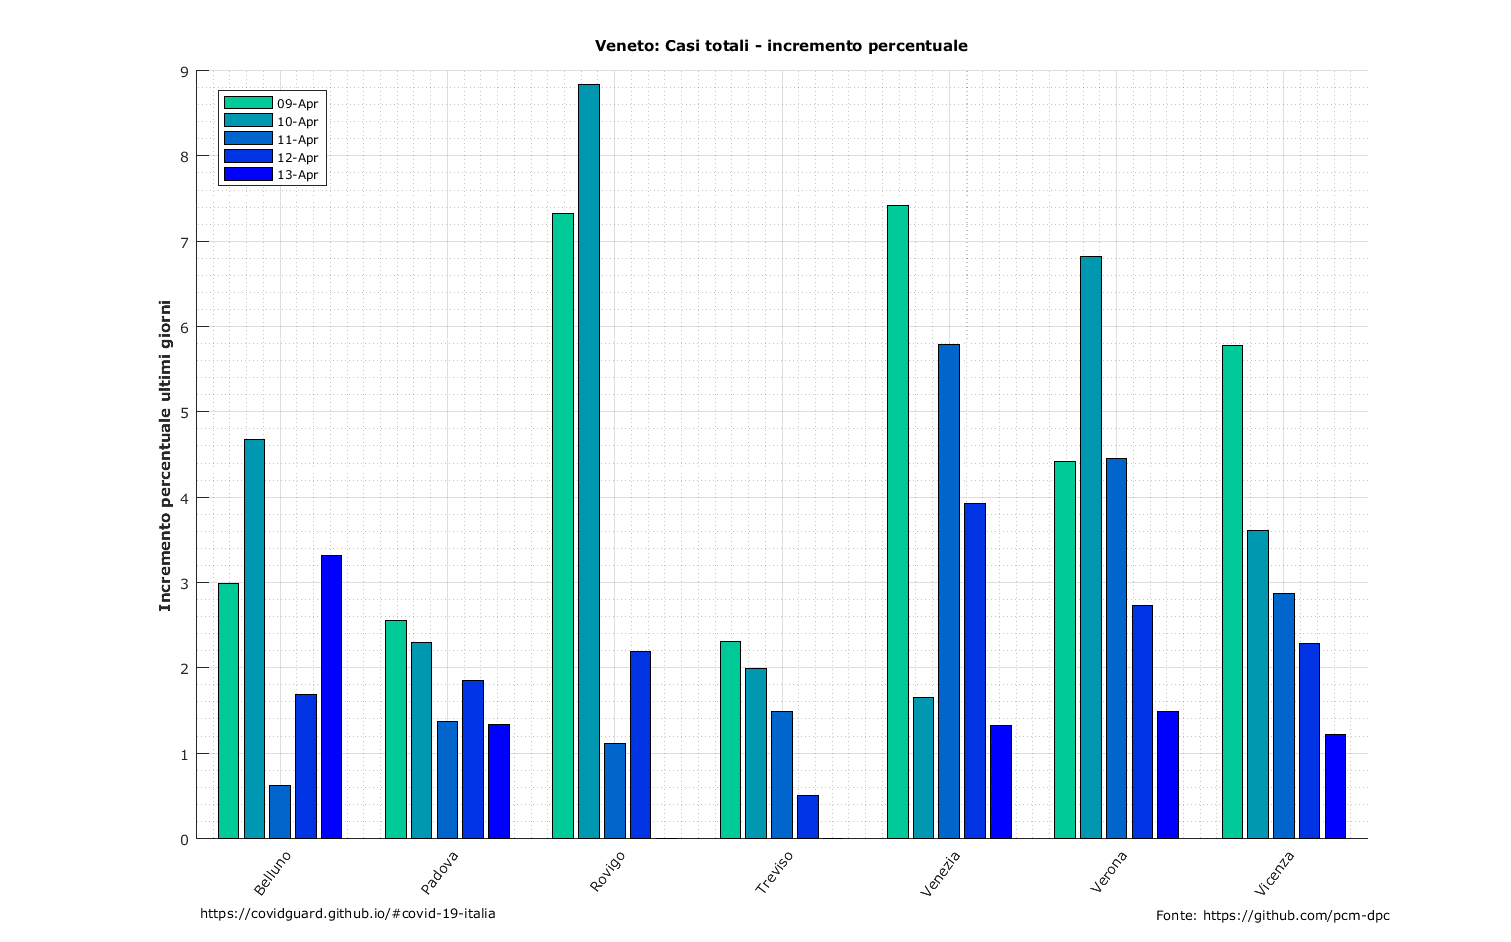 Veneto: Casi totali - incremento percentuale
Incremento percentuale ultimi giorni
9
8
7
6
5
4
3
2
1
0
09-Apr
10-Apr
11-Apr
12-Apr
13-Apr
Belluno
Padova
Rovigo
Treviso
Venezia
Verona
Vicenza
https://covidguard.github.io/#covid-19-italia
Fonte: https://github.com/pcm-dpc